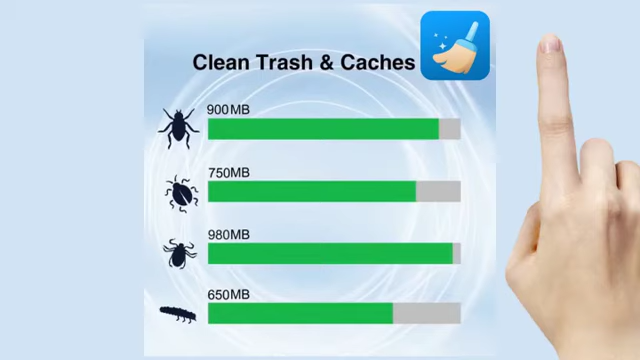 Clean Trash & Caches
900MB
750MB
980MB
650MB